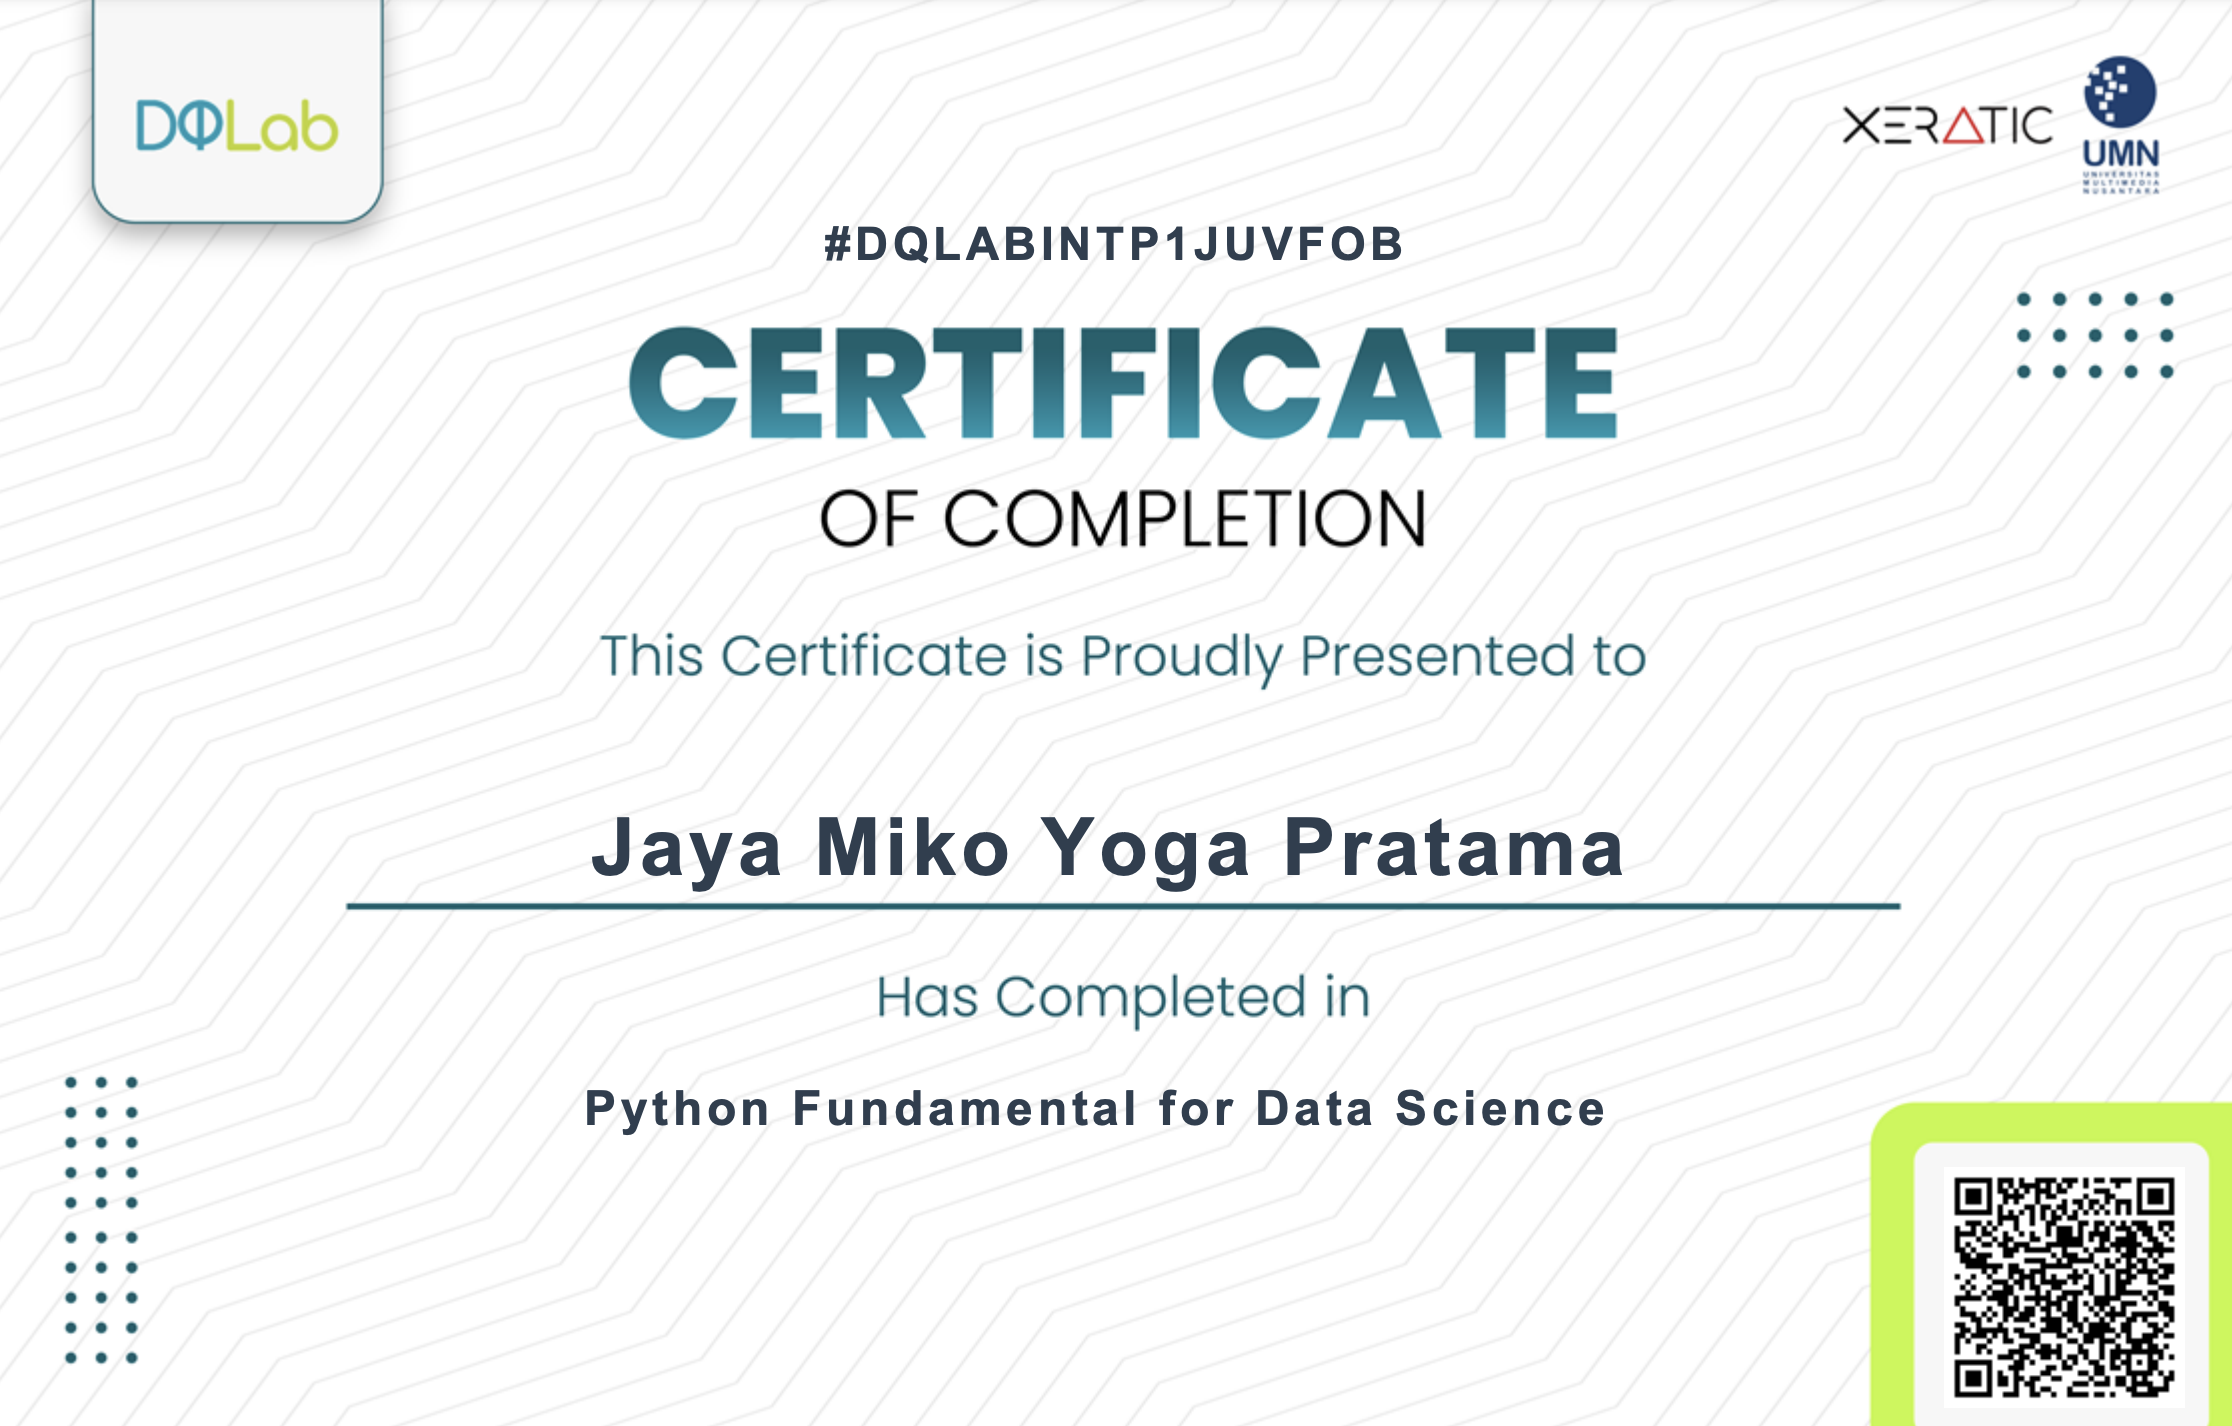 DQLab
XERATIC
UMN
UNIVERSITAS
MULTIMEDIA
NUSANTARA
#DQLABINTP1JUVFOB
CERTIFICATE
OF COMPLETION
This Certificate is Proudly Presented to
Jaya Miko Yoga Pratama
Has Completed in
Python Fundamental for Data Science